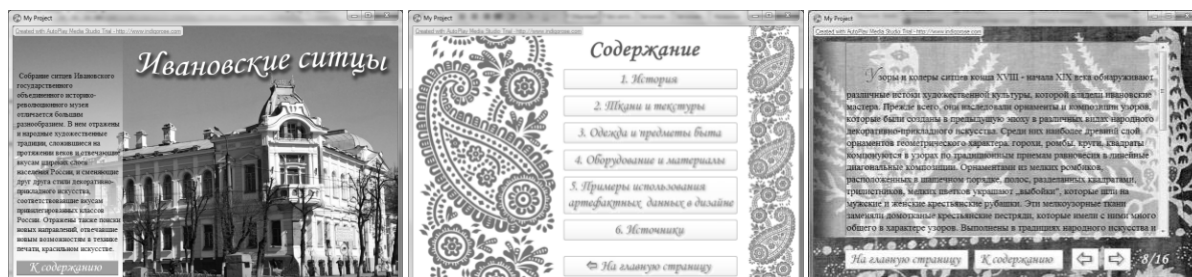 My Project
Created with AutoPlay Media Studio Trial - http://www.indigorose.com
Ивановские ситцы
Собрание ситцев Ивановского
государственного
объединенного историко-
революционного музея
отличается большим
разнообразием. В нем отражены
и народные художественные
традиции, сложившиеся на
протяжении веков и отвечающие
вкусам широких слоев
населения России, и сменяющие
друг друга стили декоративно-
прикладного искусства,
соответствовавшие вкусам
привилегированных классов
России. Отражены также поиски
новых направлений, отвечавшие
новым возможностям в технике
печати, красильном искусстве.
К содержанию
My Project
Created with AutoPlay Media Studio Trial - http://www.indigorose.com
Содержание
1. История
2. Ткани и текстуры
3. Одежда и предметы быта
4. Оборудование и материалы
5. Примеры использования
артефактных данных в дизайне
6. Источники
На главную страницу
My Project
Created with AutoPlay Media Studio Trial - http://www.indigorose.com
Узоры и колеры ситцев конца XVIII - начала XIX века обнаруживают
различные истоки художественной культуры, которой владели ивановские
мастера. Прежде всего, они наследовали орнаменты и композиции узоров,
которые были созданы в предыдущую эпоху в различных видах народного
декоративно-прикладного искусства. Среди них наиболее древний слой
орнаментов геометрического характера: горохи, ромбы, круги, квадраты
компонуются в узорах по традиционным приемам равновесия в линейные
диагональные композиции. Орнаментами из мелких ромбиков,
расположенных в шахматном порядке, полос, разделанных квадратами,
трилистников, мелких цветков украшают „выбойки", которые шли на
мужские и женские крестьянские рубашки. Эти мелкоузорные ткани
заменяли домотканые крестьянские пестряди, которые имели с ними много
общего в характере узоров. Выполнены в традициях народного искусства и
На главную страницу
К содержанию
8/16